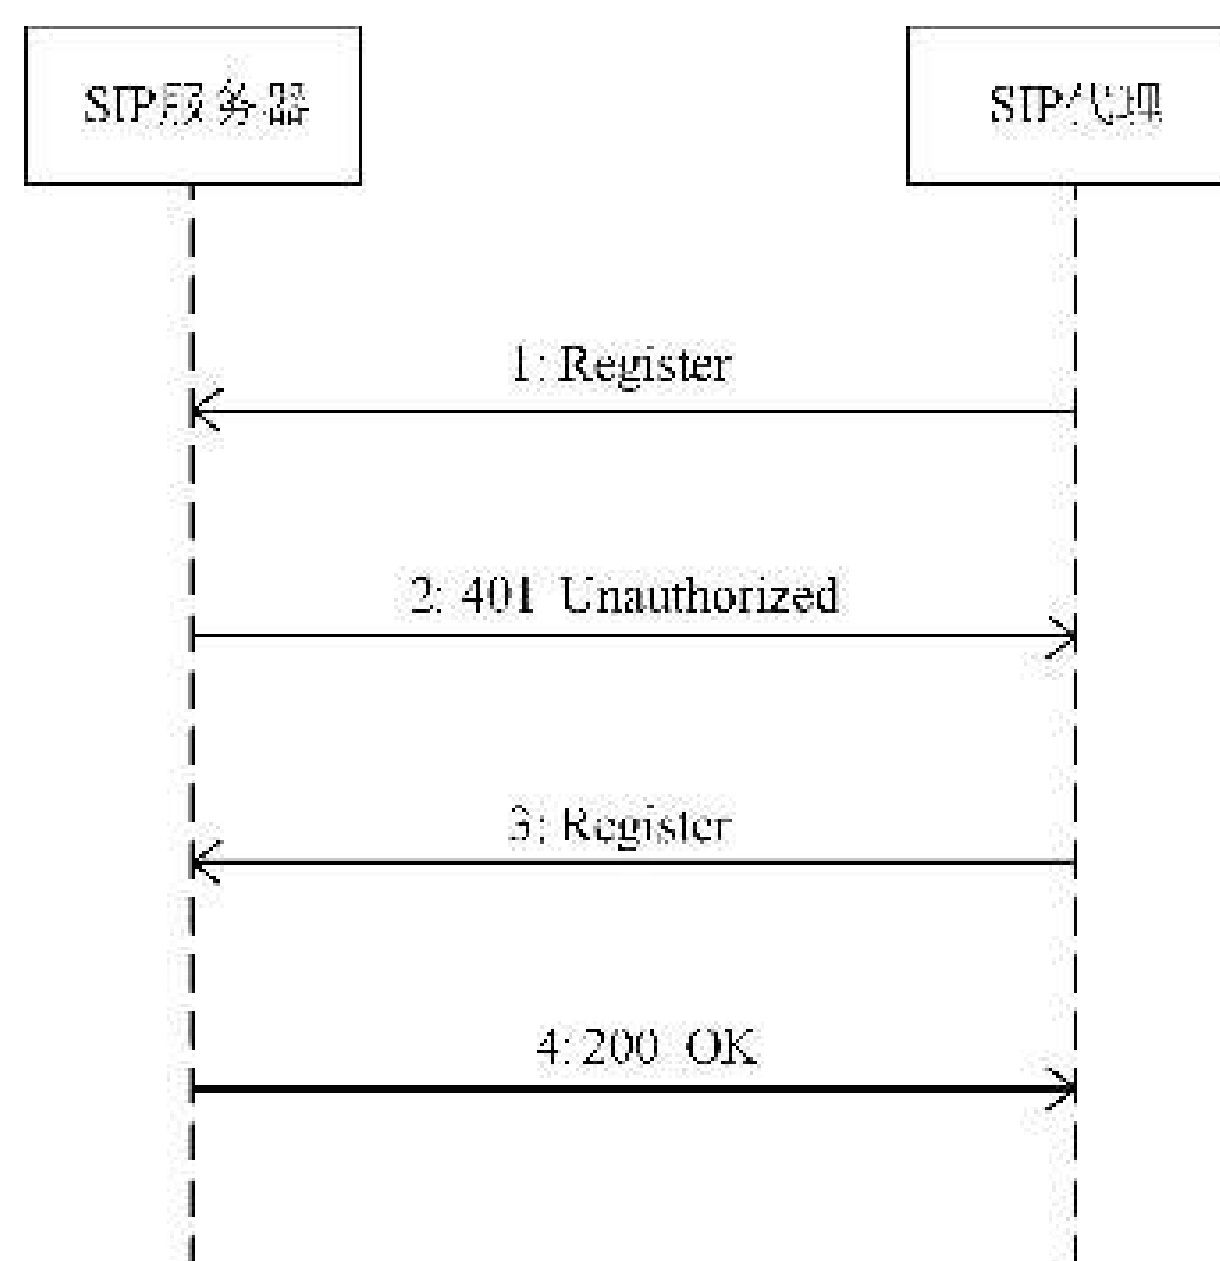 SIP服务器
SIP代理
1: Register
2: 401 Unauthorized
3: Register
4: 200 OK